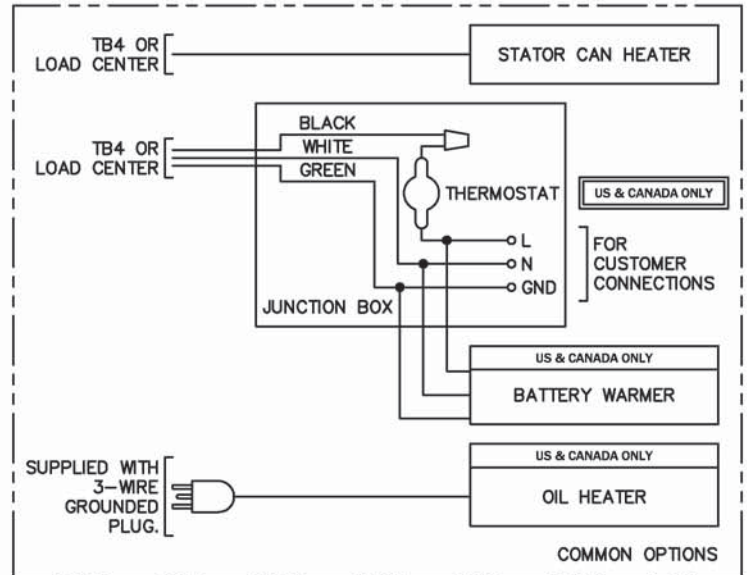 TB4 OR
LOAD CENTER
STATOR CAN HEATER
TB4 OR
LOAD CENTER
BLACK
WHITE
GREEN
THERMOSTAT
US & CANADA ONLY
L
N
GND
FOR
CUSTOMER
CONNECTIONS
JUNCTION BOX
US & CANADA ONLY
BATTERY WARMER
SUPPLIED WITH
3-WIRE
GROUNDED
PLUG.
US & CANADA ONLY
OIL HEATER
COMMON OPTIONS